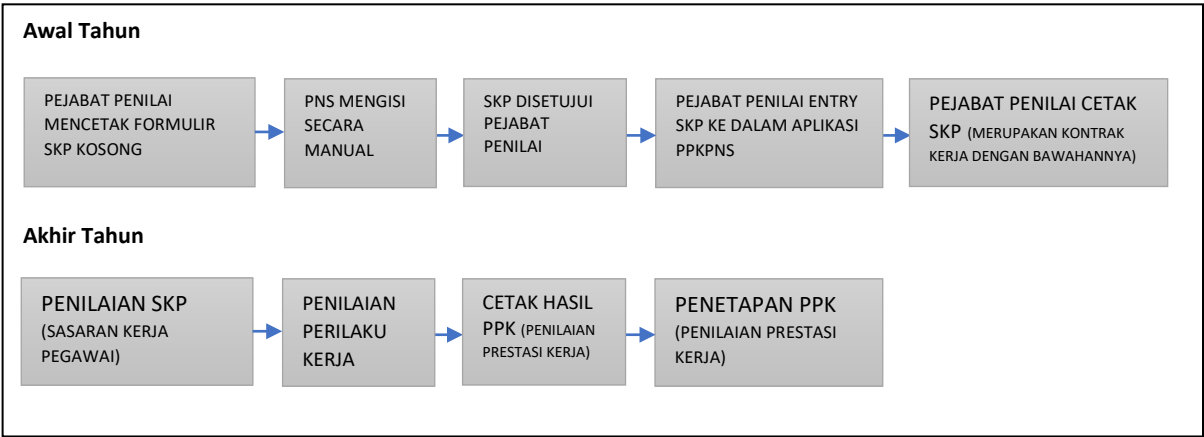 Awal Tahun
PEJABAT PENILAI
MENCETAK FORMULIR
SKP KOSONG
PNS MENGISI
SECARA
MANUAL
SKP DISETUJUI
PEJABAT
PENILAI
PEJABAT PENILAI ENTRY
SKP KE DALAM APLIKASI
PPKPNS
PEJABAT PENILAI CETAK
SKP (MERUPAKAN KONTRAK
KERJA DENGAN BAWAHANNYA)
Akhir Tahun
PENILAIAN SKP
(SASARAN KERJA
PEGAWAI)
PENILAIAN
PERILAKU
KERJA
CETAK HASIL
PPK (PENILAIAN
PRESTASI KERJA)
PENETAPAN PPK
(PENILAIAN PRESTASI
KERJA)